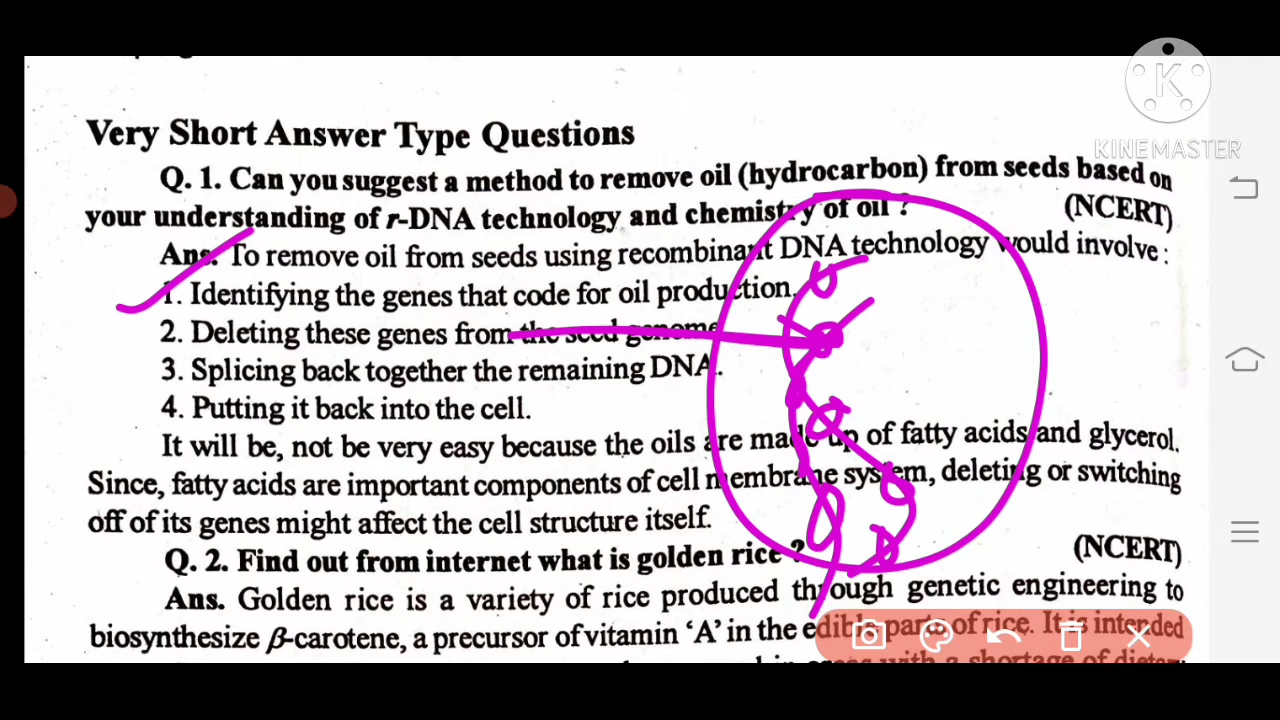 K
KINEMASTER
Very Short Answer Type Questions
Q. 1. Can you suggest a method to remove oil (hydrocarbon) from seeds based on
your understanding of r-DNA technology and chemistry of oil ? (NCERT)
Ans. To remove oil from seeds using recombinant DNA technology would involve :
1. Identifying the genes that code for oil production.
2. Deleting these genes from the seed genome
3. Splicing back together the remaining DNA.
4. Putting it back into the cell.
It will be, not be very easy because the oils are made up of fatty acids and glycerol.
Since, fatty acids are important components of cell membrane system, deleting or switching
off of its genes might affect the cell structure itself.
Q. 2. Find out from internet what is golden rice ? (NCERT)
Ans. Golden rice is a variety of rice produced through genetic engineering to
biosynthesize β-carotene, a precursor of vitamin ‘A’ in the edible parts of rice. It is intended
with a shortage of